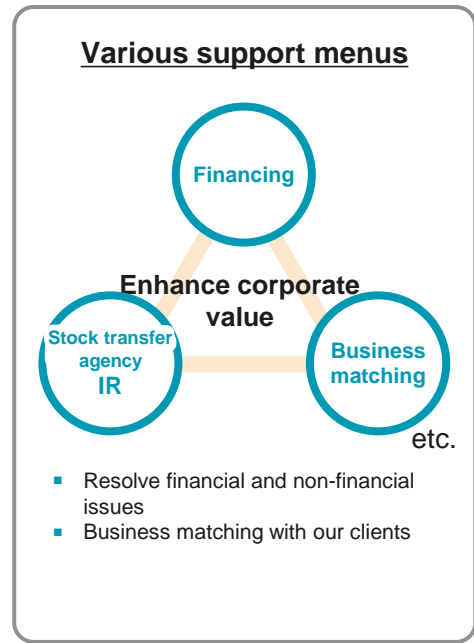 Various support menus
Financing
Enhance corporate
value
Stock transfer
agency
IR
Business
matching
etc.
▪ Resolve financial and non-financial
issues
▪ Business matching with our clients